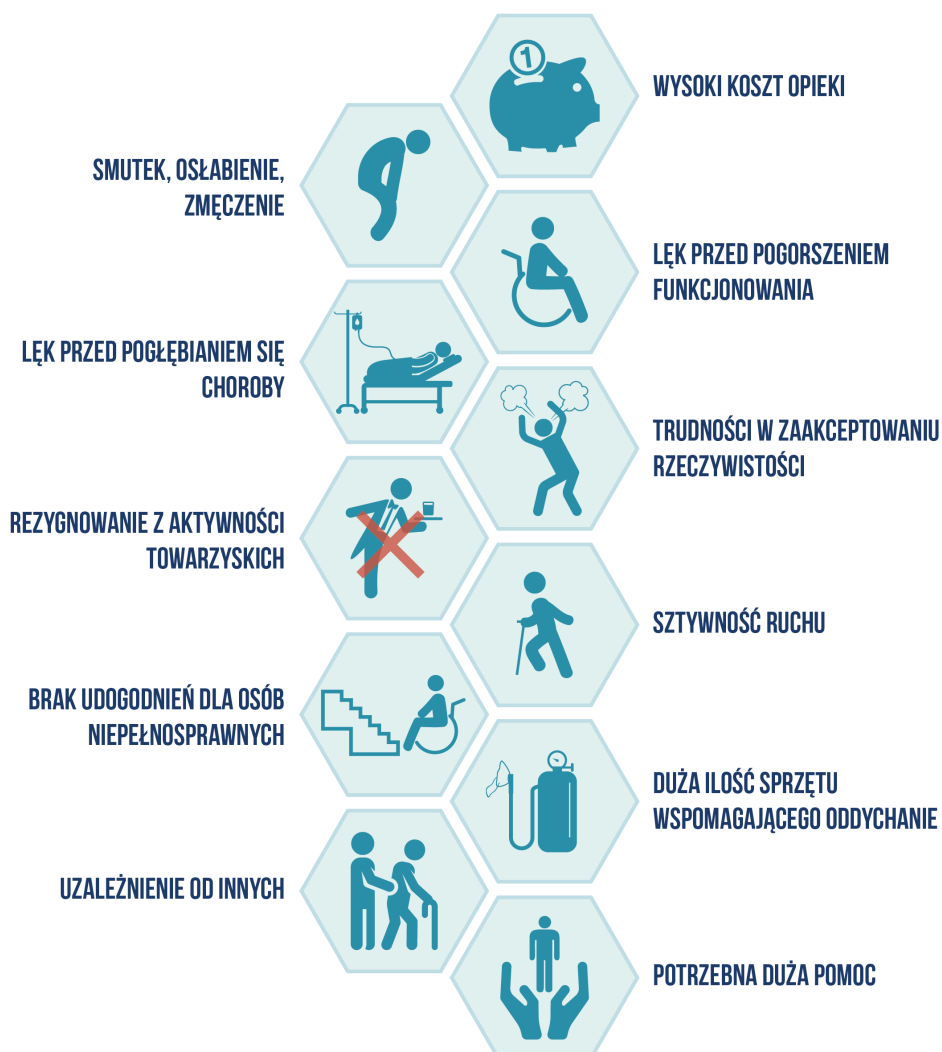 1
WYSOKI KOSZT OPIEKI
SMUTEK, OSŁABIENIE,
ZMĘCZENIE
LĘK PRZED POGORSZENIEM
FUNKCJONOWANIA
LĘK PRZED POGŁĘBIANIEM SIĘ
CHOROBY
TRUDNOŚCI W ZAAKCEPTOWANIU
RZECZYWISTOŚCI
REZYGNOWANIE Z AKTYWNOŚCI
TOWARZYSKICH
SZTYWNOŚĆ RUCHU
BRAK UDOGODNIEŃ DLA OSÓB
NIEPEŁNOSPRAWNYCH
DUŻA ILOŚĆ SPRZĘTU
WSPOMAGAJĄCEGO ODDYCHANIE
UZALEŻNIENIE OD INNYCH
POTRZEBNA DUŻA POMOC